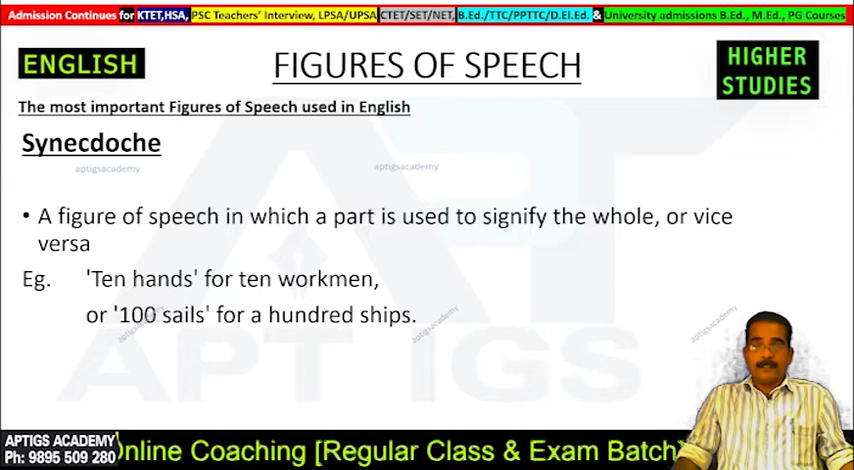 Admission Continues for KTET,HSA, PSC Teachers' Interview, LPSA/UPSA CTET/SET/NET, B.Ed./TTC/PPTTC/D.El.Ed. & University admissions B.Ed., M.Ed., PG Courses
ENGLISH
FIGURES OF SPEECH
HIGHER
STUDIES
The most important Figures of Speech used in English
Synecdoche
aptigsacademy
aptigsacademy
• A figure of speech in which a part is used to signify the whole, or vice
versa
Eg. 'Ten hands' for ten workmen,
or '100 sails' for a hundred ships.
aptigsacademy
aptigsacademy
aptigsacademy
APTIGS
APTIGS ACADEMY
Ph: 9895 509 280
Online Coaching [Regular Class & Exam Batch]